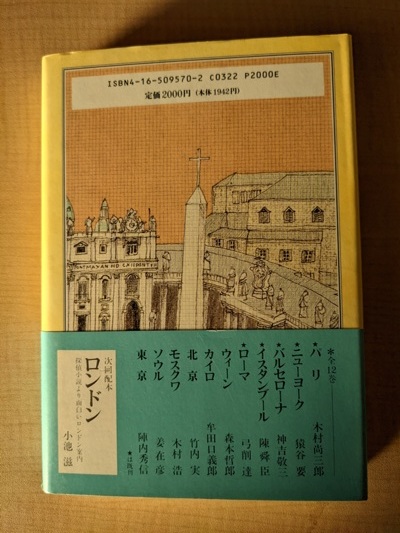 ISBN4-16-509570-2 C0322 P2000E
定価2000円（本体1942円）
*全12巻
★パリ 木村尚三郎
★ニューヨーク 猿谷要
★バルセローナ 神吉敬三
★イスタンブール 陳舜臣
★ローマ 弓削達
ウィーン 森本哲郎
カイロ 牟田口義郎
北京 竹内実
モスクワ 木村浩
ソウル 姜在彦
東京 陣内秀信
★は既刊
次回配本
ロンドン
探偵小説より面白いロンドン案内
小池滋